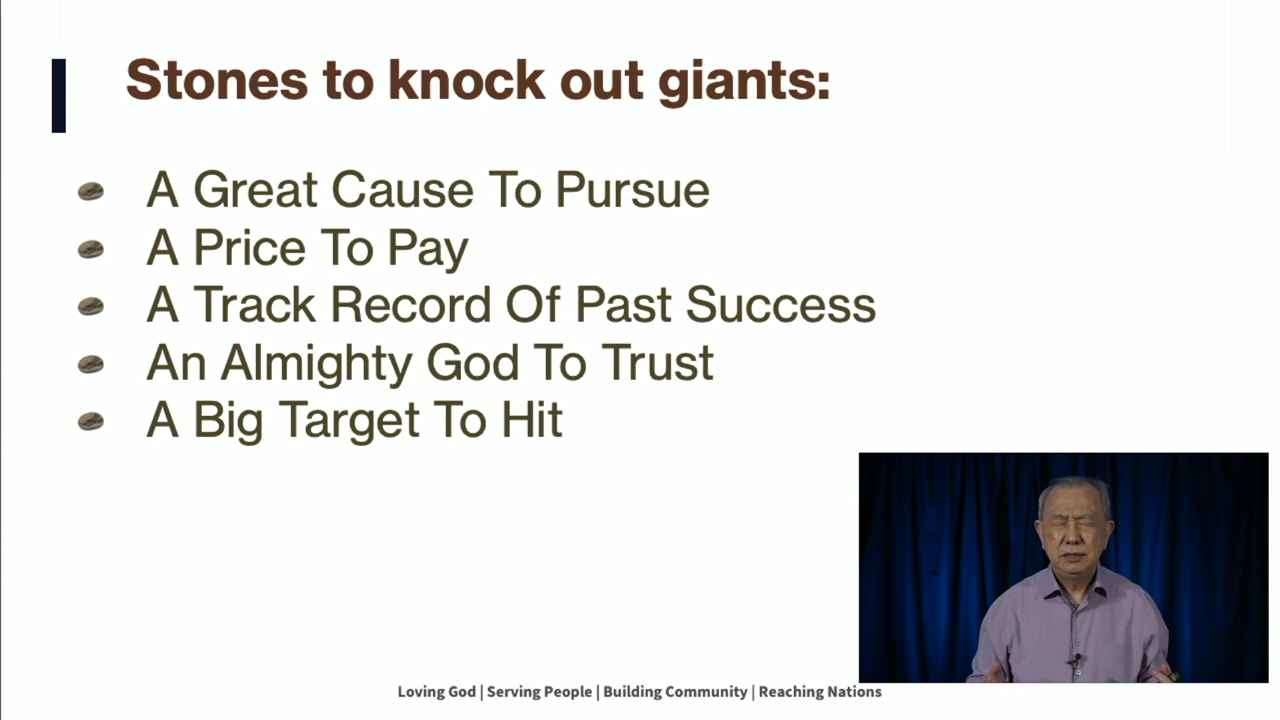 Stones to knock out giants:
A Great Cause To Pursue
A Price To Pay
A Track Record Of Past Success
An Almighty God To Trust
A Big Target To Hit
Loving God | Serving People | Building Community | Reaching Nations